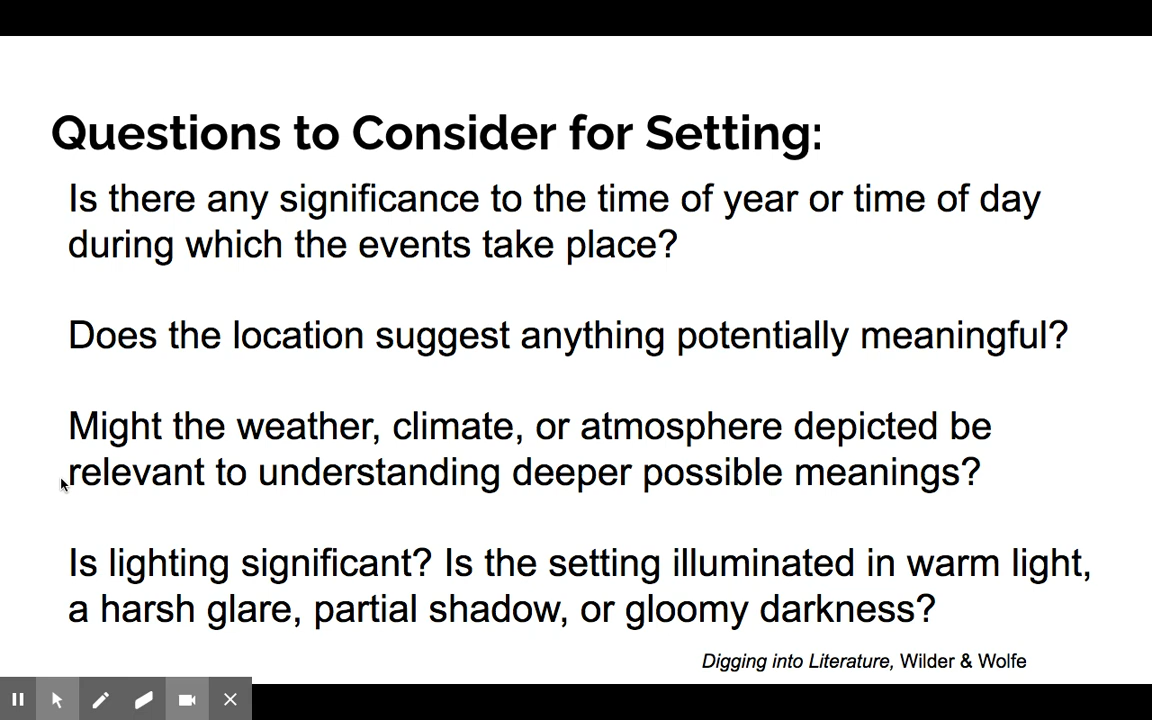 Questions to Consider for Setting:
Is there any significance to the time of year or time of day
during which the events take place?
Does the location suggest anything potentially meaningful?
Might the weather, climate, or atmosphere depicted be
relevant to understanding deeper possible meanings?
Is lighting significant? Is the setting illuminated in warm light,
a harsh glare, partial shadow, or gloomy darkness?
Digging into Literature, Wilder & Wolfe